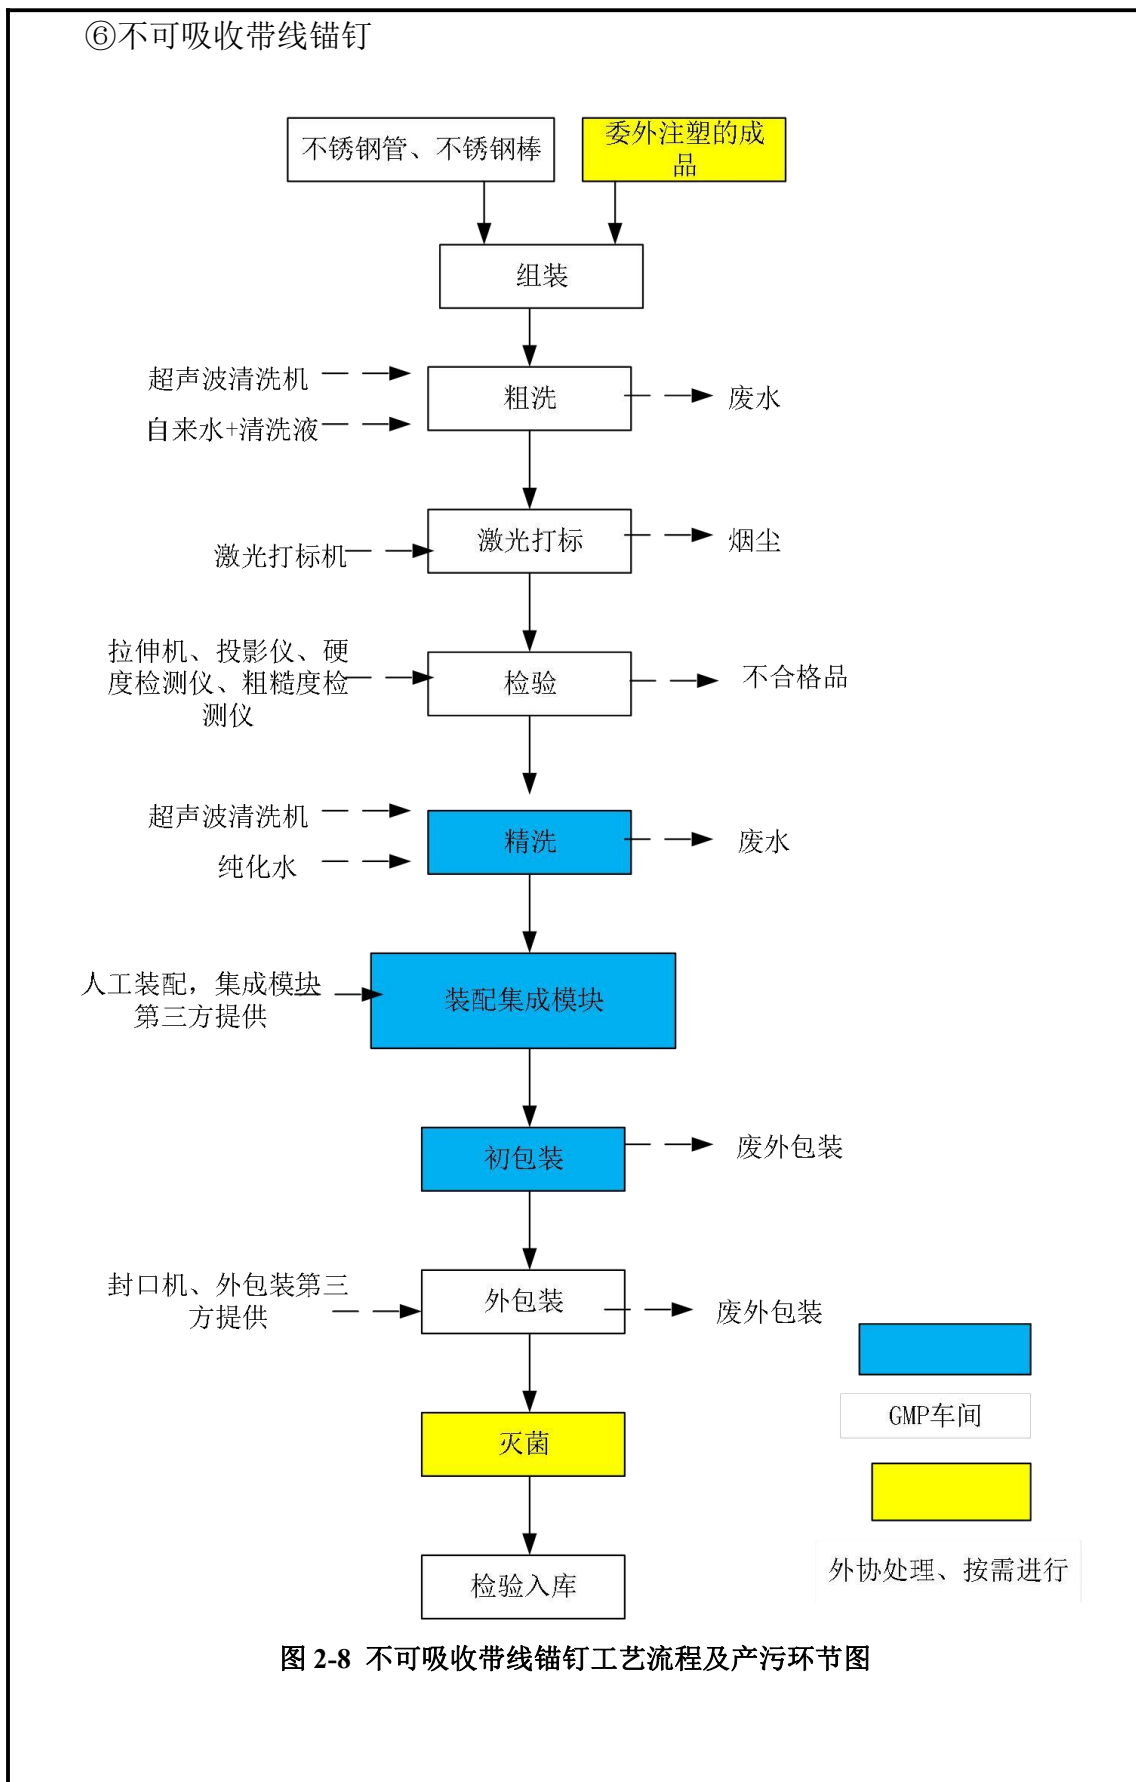 ⑥不可吸收带线锚钉
不锈钢管、不锈钢棒
委外注塑的成
品
组装
超声波清洗机
自来水+清洗液
粗洗
废水
激光打标机
激光打标
烟尘
拉伸机、投影仪、硬
度检测仪、粗糙度检
测仪
检验
不合格品
超声波清洗机
纯化水
精洗
废水
人工装配，集成模块
第三方提供
装配集成模块
初包装
废外包装
封口机、外包装第三
方提供
外包装
废外包装
GMP车间
灭菌
外协处理、按需进行
检验入库
图 2-8 不可吸收带线锚钉工艺流程及产污环节图